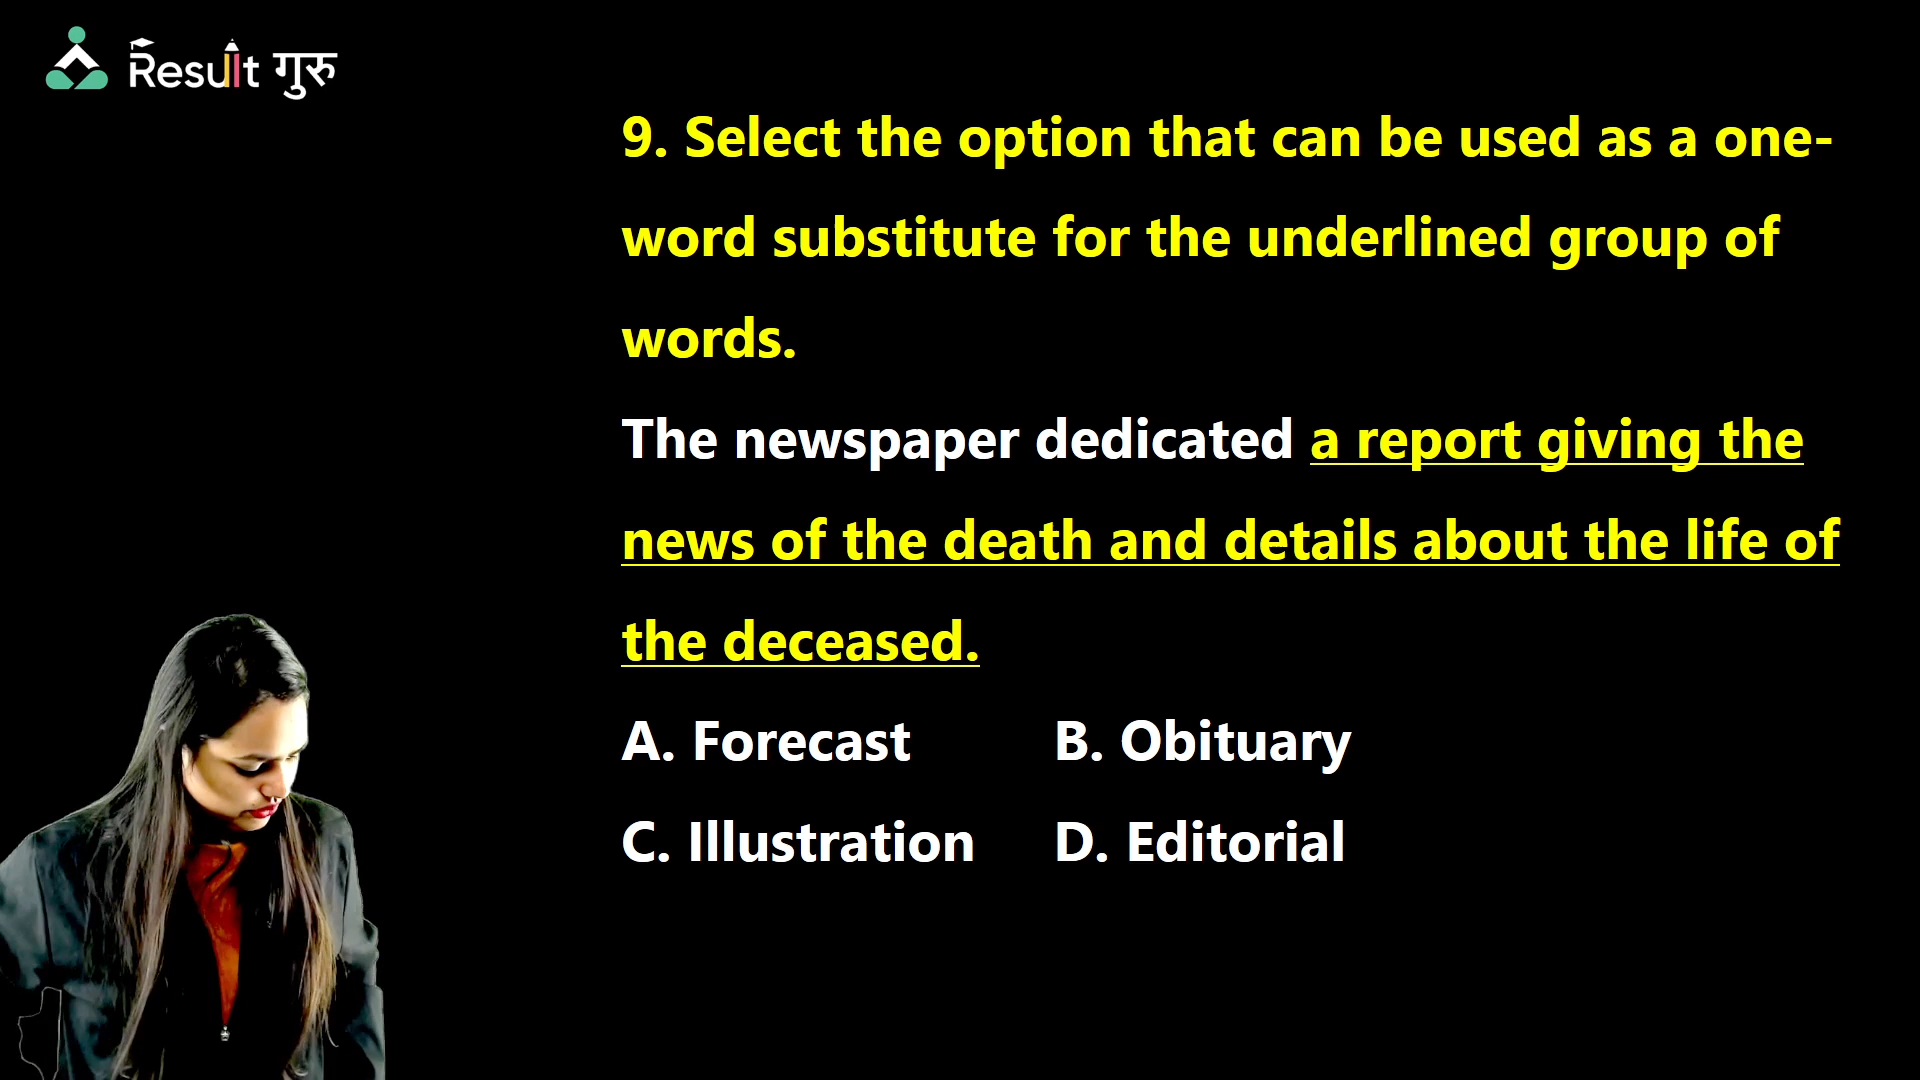 Result गुरु
9. Select the option that can be used as a one-
word substitute for the underlined group of
words.
The newspaper dedicated a report giving the
news of the death and details about the life of
the deceased.
A. Forecast B. Obituary
C. Illustration D. Editorial